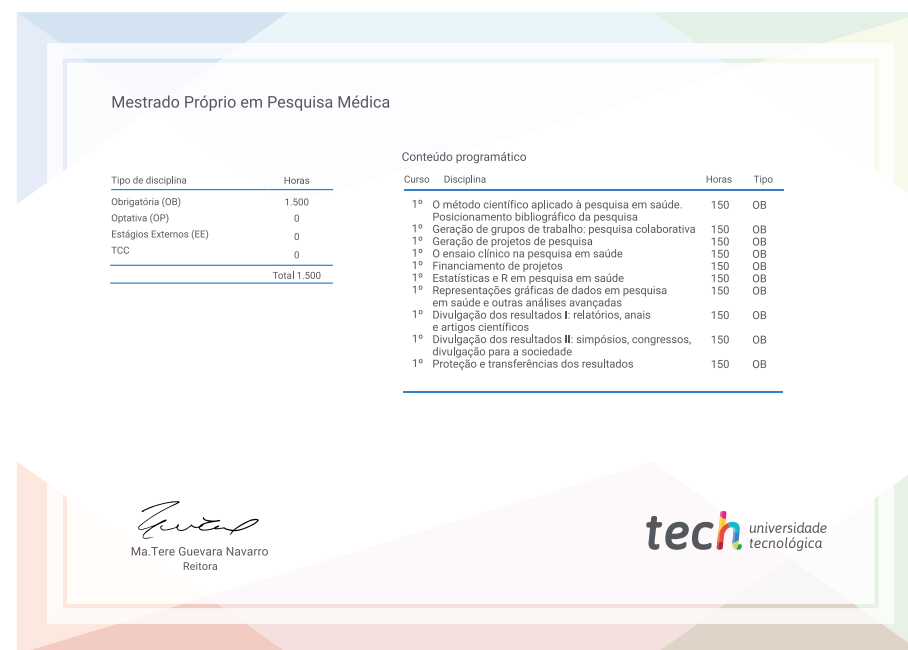 Mestrado Próprio em Pesquisa Médica
Tipo de disciplina Horas
Obrigatória (OB) 1.500
Optativa (OP) 0
Estágios Externos (EE) 0
TCC 0
Total 1.500
Conteúdo programático
Curso Disciplina Horas Tipo
1º O método científico aplicado à pesquisa em saúde. 150 OB
Posicionamento bibliográfico da pesquisa
1º Geração de grupos de trabalho: pesquisa colaborativa 150 OB
1º Geração de projetos de pesquisa 150 OB
1º O ensaio clínico na pesquisa em saúde 150 OB
1º Financiamento de projetos 150 OB
1º Estatísticas e R em pesquisa em saúde 150 OB
1º Representações gráficas de dados em pesquisa 150 OB
em saúde e outras análises avançadas
1º Divulgação dos resultados I: relatórios, anais 150 OB
e artigos científicos
1º Divulgação dos resultados II: simpósios, congressos, 150 OB
divulgação para a sociedade
1º Proteção e transferências dos resultados 150 OB
Ma.Tere Guevara Navarro
Reitora
tech universidade
tecnológica